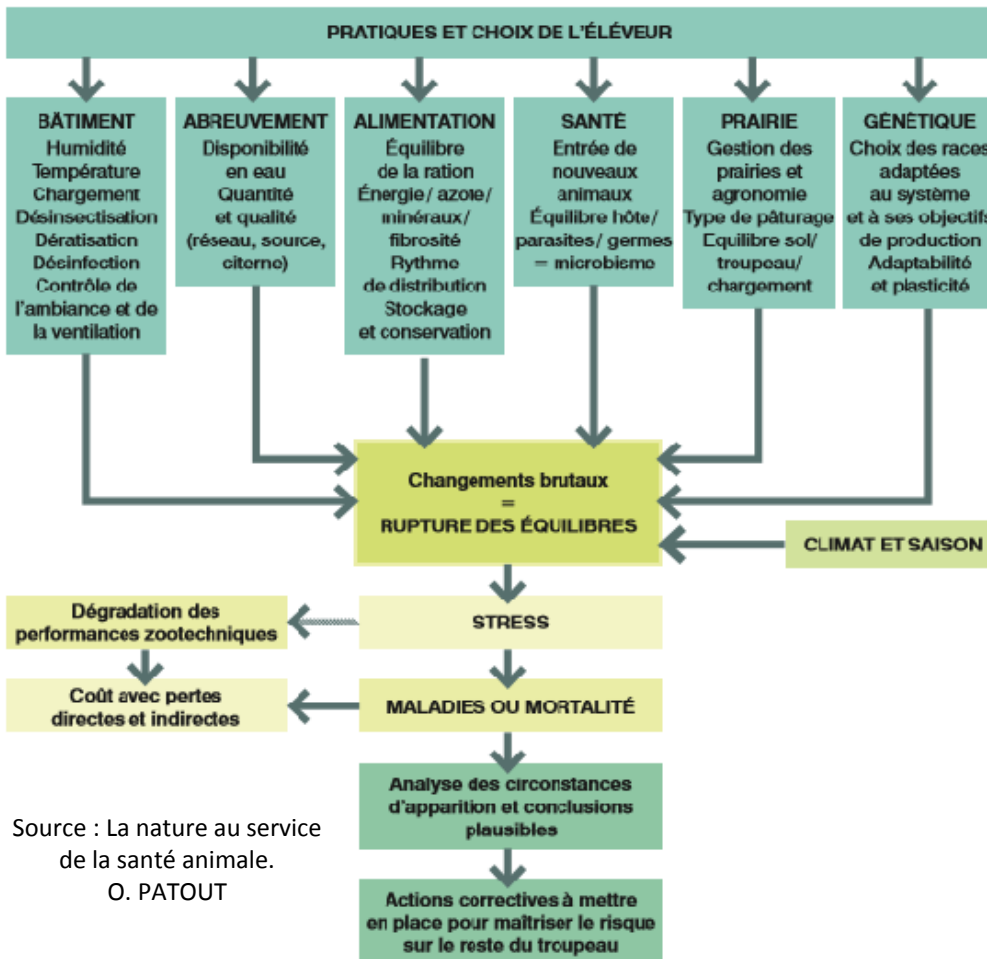 PRATIQUES ET CHOIX DE L'ÉLÉVEUR
BÂTIMENT
Humidité
Température
Chargement
Désinsectisation
Dératisation
Désinfection
Contrôle de
l'ambiance et de
la ventilation
ABREUVEMENT
Disponibilité
en eau
Quantité
et qualité
(réseau, source,
citerne)
ALIMENTATION
Équilibre
de la ration
Énergie/ azote/
minéraux/
fibrosité
Rythme
de distribution
Stockage
et conservation
SANTÉ
Entrée de
nouveaux
animaux
Équilibre hôte/
parasites/ germes
= microbisme
PRAIRIE
Gestion des
prairies et
agronomie
Type de pâturage
Equilibre sol/
troupeau/
chargement
GÉNÉTIQUE
Choix des races
adaptées
au système
et à ses objectifs
de production
Adaptabilité
et plasticité
Changements brutaux
=
RUPTURE DES ÉQUILIBRES
CLIMAT ET SAISON
Dégradation des
performances zootechniques
STRESS
Coût avec pertes
directes et indirectes
MALADIES OU MORTALITÉ
Analyse des circonstances
d'apparition et conclusions
plausibles
Source : La nature au service
de la santé animale.
O. PATOUT
Actions correctives à mettre
en place pour maîtriser le risque
sur le reste du troupeau